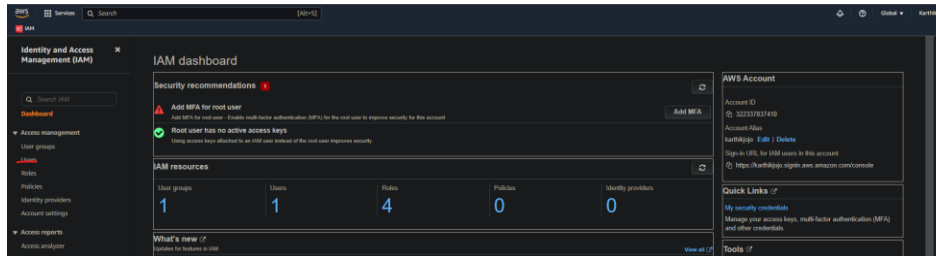 aws Services Search [Alt+S] Global Karthik
IAM
Identity and Access Management (IAM)
Search IAM
Dashboard
Access management
User groups
Users
Roles
Policies
Identity providers
Account settings
Access reports
Access analyzer
IAM dashboard
Security recommendations 1
Add MFA for root user
Add MFA for root user - Enable multi-factor authentication (MFA) for the root user to improve security for this account.
Add MFA
Root user has no active access keys
Using access keys attached to an IAM user instead of the root user improves security.
IAM resources
User groups Users Roles Policies Identity providers
1 1 4 0 0
What's new
Updates for features in IAM
View all
AWS Account
Account ID
322337837410
Account Alias
karthikjojo Edit | Delete
Sign-in URL for IAM users in this account
https://karthikjojo.signin.aws.amazon.com/console
Quick Links
My security credentials
Manage your access keys, multi-factor authentication (MFA)
and other credentials.
Tools